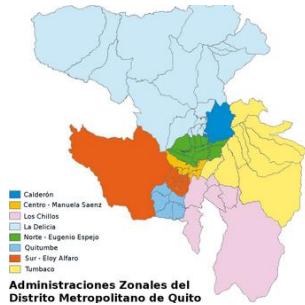 Calderón
Centro - Manuela Saenz
Los Chillos
La Delicia
Norte - Eugenio Espejo
Quitumbe
Sur - Eloy Alfaro
Tumbaco
Administraciones Zonales del
Distrito Metropolitano de Quito